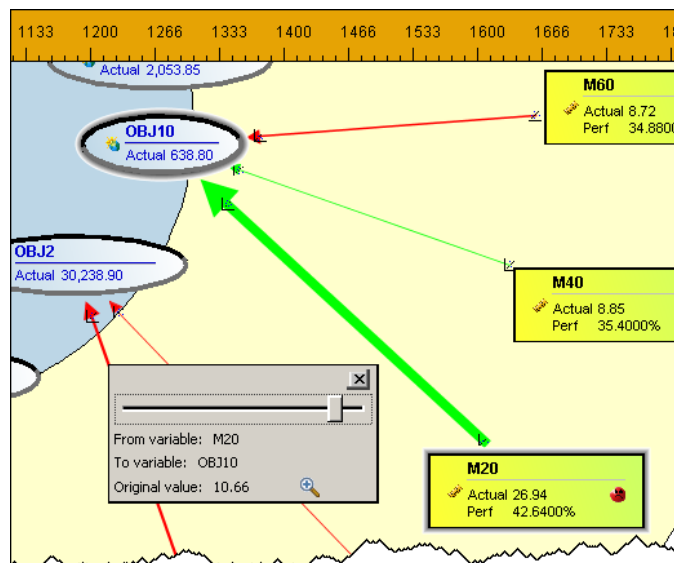 1133 1200 1266 1333 1400 1466 1533 1600 1666 1733
Actual 2,053.85
M60
Actual 8.72
Perf 34.8800
OBJ10
Actual 638.80
OBJ2
Actual 30,238.90
M40
Actual 8.85
Perf 35.4000%
From variable: M20
To variable: OBJ10
Original value: 10.66
M20
Actual 26.94
Perf 42.6400%